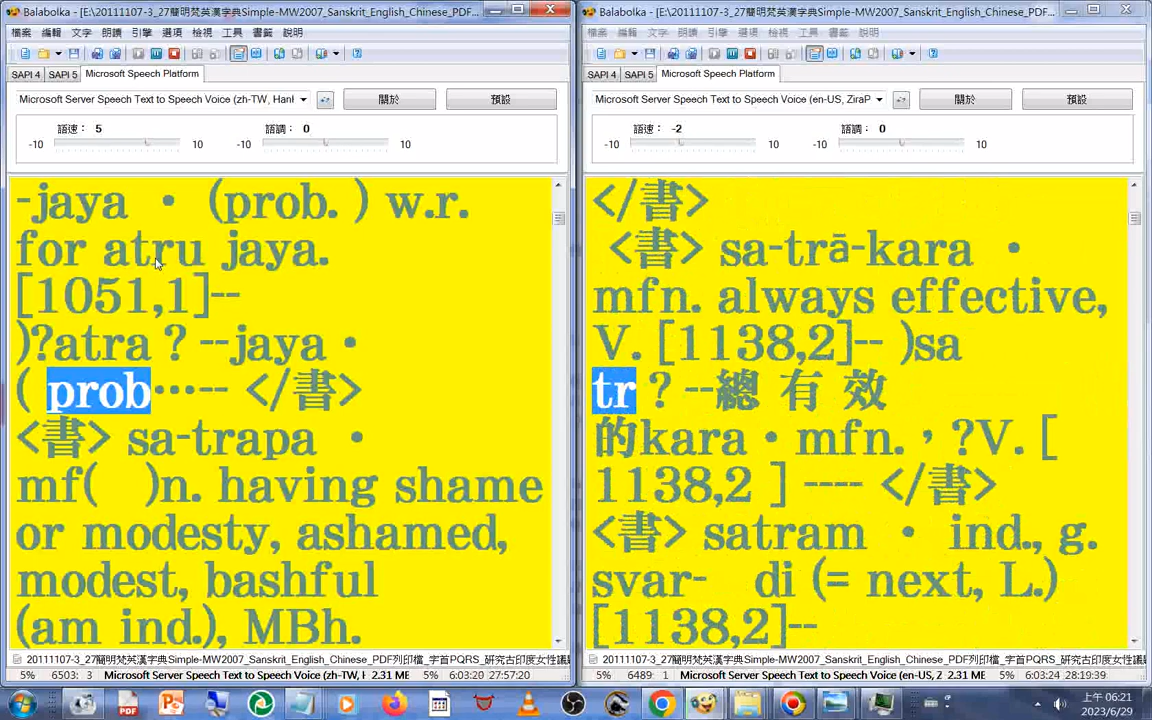 Balabolka - [E:\20111107-3_27簡明梵英漢字典Simple-MW2007_Sanskrit_English_Chinese_PDF...
檔案 編輯 文字 朗讀 引擎 選項 檢視 工具 書籤 說明
SAPI 4 SAPI 5 Microsoft Speech Platform
Microsoft Server Speech Text to Speech Voice (zh-TW, Hanl 關於 預設
語速： 5 語調： 0
-10 10 -10 10
-jaya • (prob. ) w.r.
for atru jaya.
[1051,1]--
)?atra ? --jaya •
( prob…-- </書>
<書> sa-trapa •
mf( )n. having shame
or modesty, ashamed,
modest, bashful
(am ind.), MBh.
20111107-3_27簡明梵英漢字典Simple-MW2007_Sanskrit_English_Chinese_PDF列印檔_字首PQRS_研究古印度女性議
5% 6503: 3 Microsoft Server Speech Text to Speech Voice (zh-TW, H 2.31 ME 5% 6:03:20 27:57:20
Balabolka - [E:\20111107-3_27簡明梵英漢字典Simple-MW2007_Sanskrit_English_Chinese_PDF...
檔案 編輯 文字 朗讀 引擎 選項 檢視 工具 書籤 說明
SAPI 4 SAPI 5 Microsoft Speech Platform
Microsoft Server Speech Text to Speech Voice (en-US, ZiraP 關於 預設
語速： -2 語調： 0
-10 10 -10 10
</書>
<書> sa-trā-kara •
mfn. always effective,
V. [1138,2]-- )sa
tr ? --總 有 效
的kara • mfn. , ?V. [
1138,2 ] ---- </書>
<書> satram • ind., g.
svar- di (= next, L.)
[1138,2]--
20111107-3_27簡明梵英漢字典Simple-MW2007_Sanskrit_English_Chinese_PDF列印檔_字首PQRS_研究古印度女性議
5% 6489: 1 Microsoft Server Speech Text to Speech Voice (en-US, Z 2.31 ME 5% 6:03:24 28:19:39
上午 06:21
2023/6/29